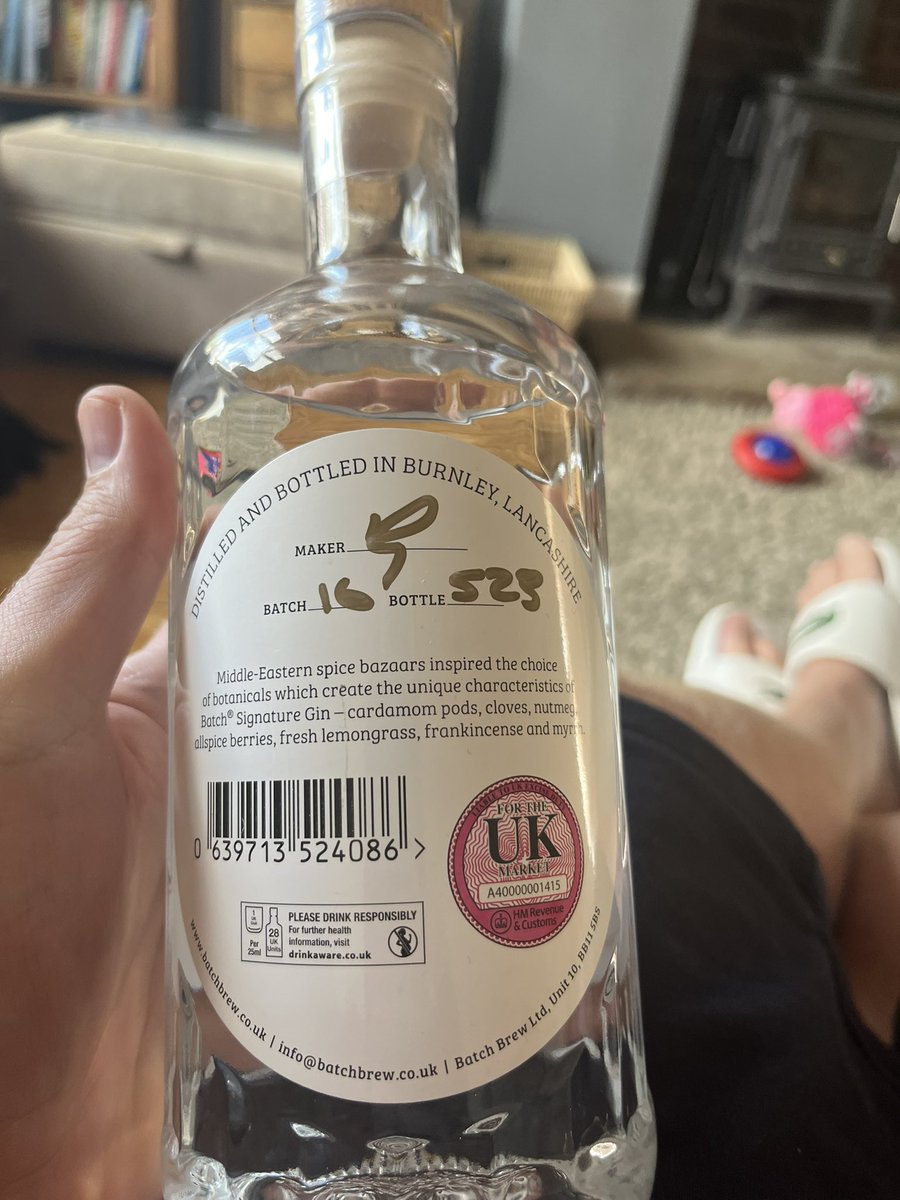 DISTILLED AND BOTTLED IN BURNLEY, LANCASHIRE
MAKER
BATCH 16 BOTTLE 523
Middle-Eastern spice bazaars inspired the choice
of botanicals which create the unique characteristics of
Batch® Signature Gin – cardamom pods, cloves, nutmeg,
allspice berries, fresh lemongrass, frankincense and myrrh.
0 639713 524086 >
FOR THE
UK
MARKET
A40000001415
HM Revenue
& Customs
Per
25ml
28
UK
Units
PLEASE DRINK RESPONSIBLY
For further health
information, visit
drinkaware.co.uk
www.batchbrew.co.uk | info@batchbrew.co.uk | Batch Brew Ltd, Unit 10, BB11 5BS